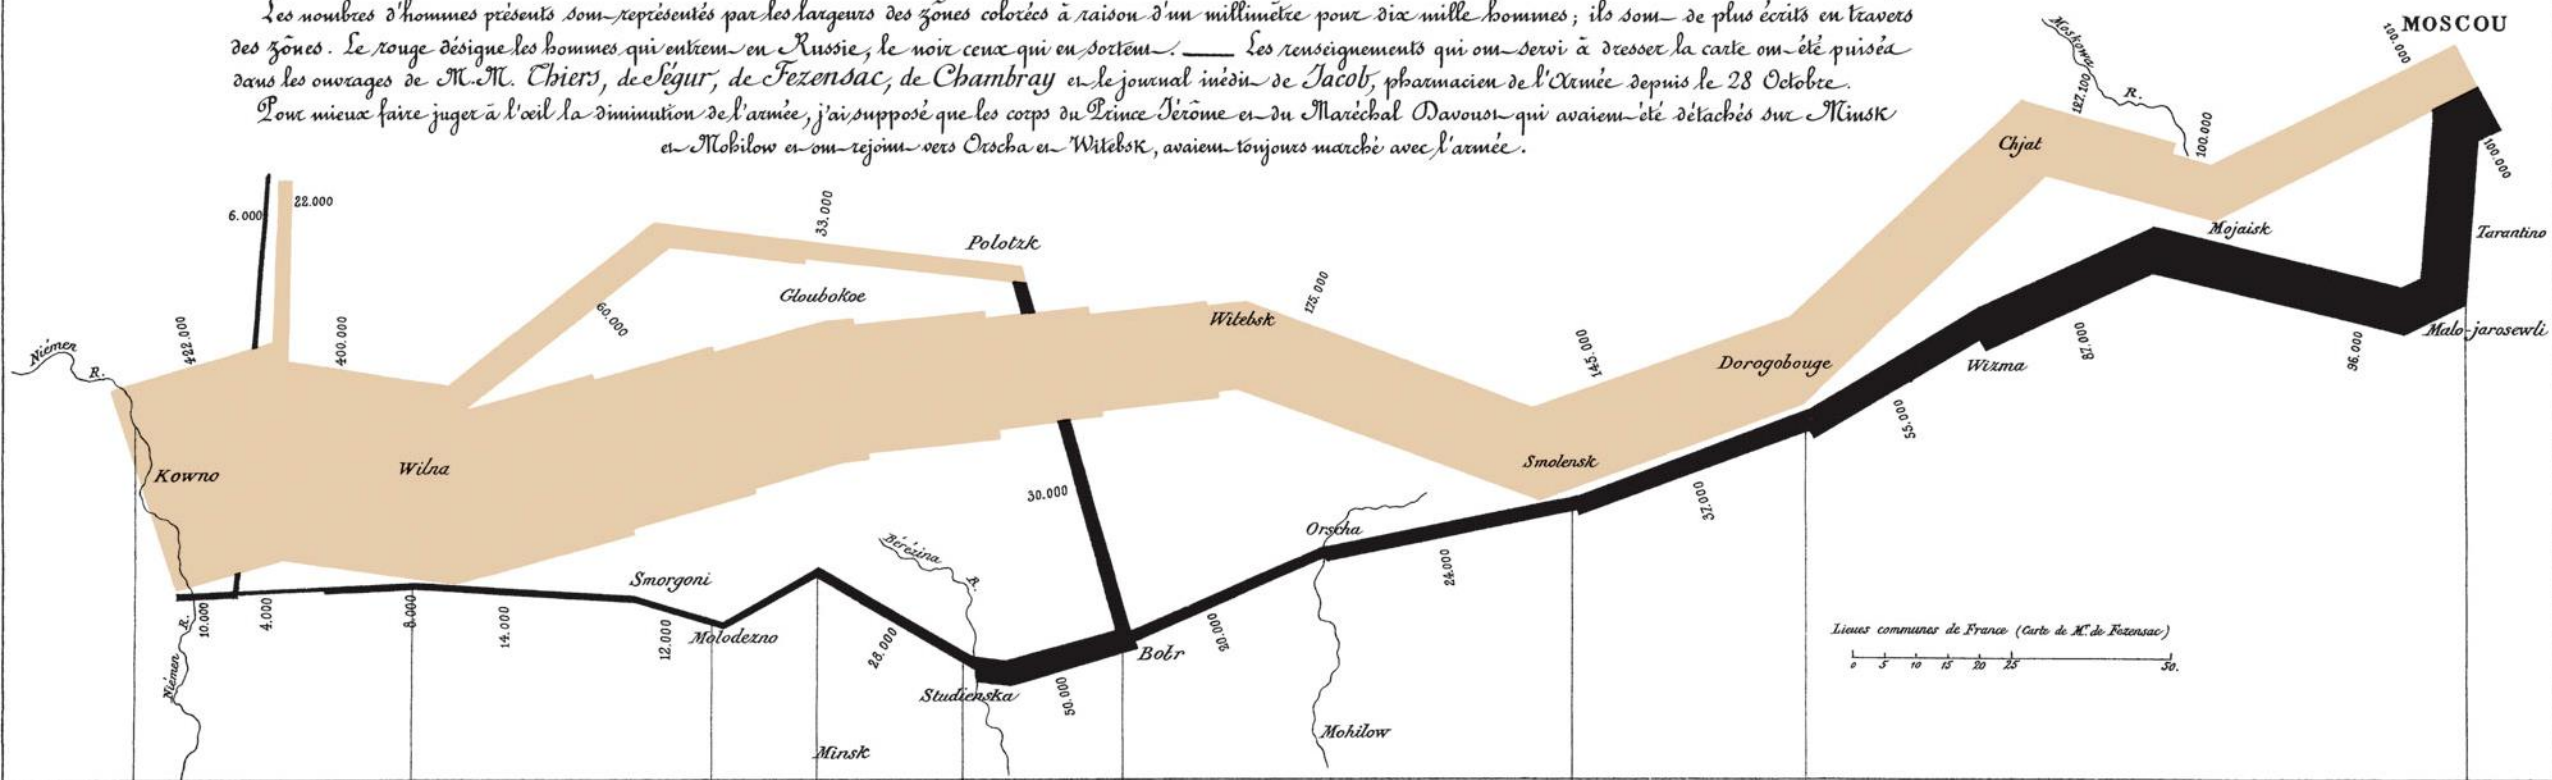 Les nombres d'hommes présents sont représentés par les largeurs des zônes colorées à raison d'un millimètre pour dix mille hommes; ils sont de plus écrits en travers
des zônes. Le rouge désigne les hommes qui entrent en Russie, le noir ceux qui en sortent. — Les renseignements qui ont servi à dresser la carte ont été puisés
dans les ouvrages de M.M. Thiers, de Ségur, de Fezensac, de Chambray et le journal inédit de Jacob, pharmacien de l'Armée depuis le 28 Octobre.
Pour mieux faire juger à l'œil la diminution de l'armée, j'ai supposé que les corps du Prince Jérôme et du Maréchal Davoust qui avaient été détachés sur Minsk
et Mohilow et ont rejoint vers Orscha et Witebsk, avaient toujours marché avec l'armée.
MOSCOU
100.000
Moskowa
R.
127.100
100.000
Chjat
100.000
Mojaisk
Tarantino
6.000
22.000
33.000
Polotzk
Gloubokoe
60.000
175.000
Witebsk
422.000
400.000
Niémen
R.
145.000
Dorogobouge
Wizma
87.000
96.000
Malo-jarosewli
55.000
Kowno
Wilna
Smolensk
37.000
30.000
Orscha
24.000
Bérézina
R.
Smorgoni
10.000
4.000
8.000
14.000
12.000
Molodezno
28.000
Studienska
50.000
Bobr
20.000
R.
Niémen
Minsk
Mohilow
Lieues communes de France (Carte de M. de Fezensac)
0 5 10 15 20 25 50.